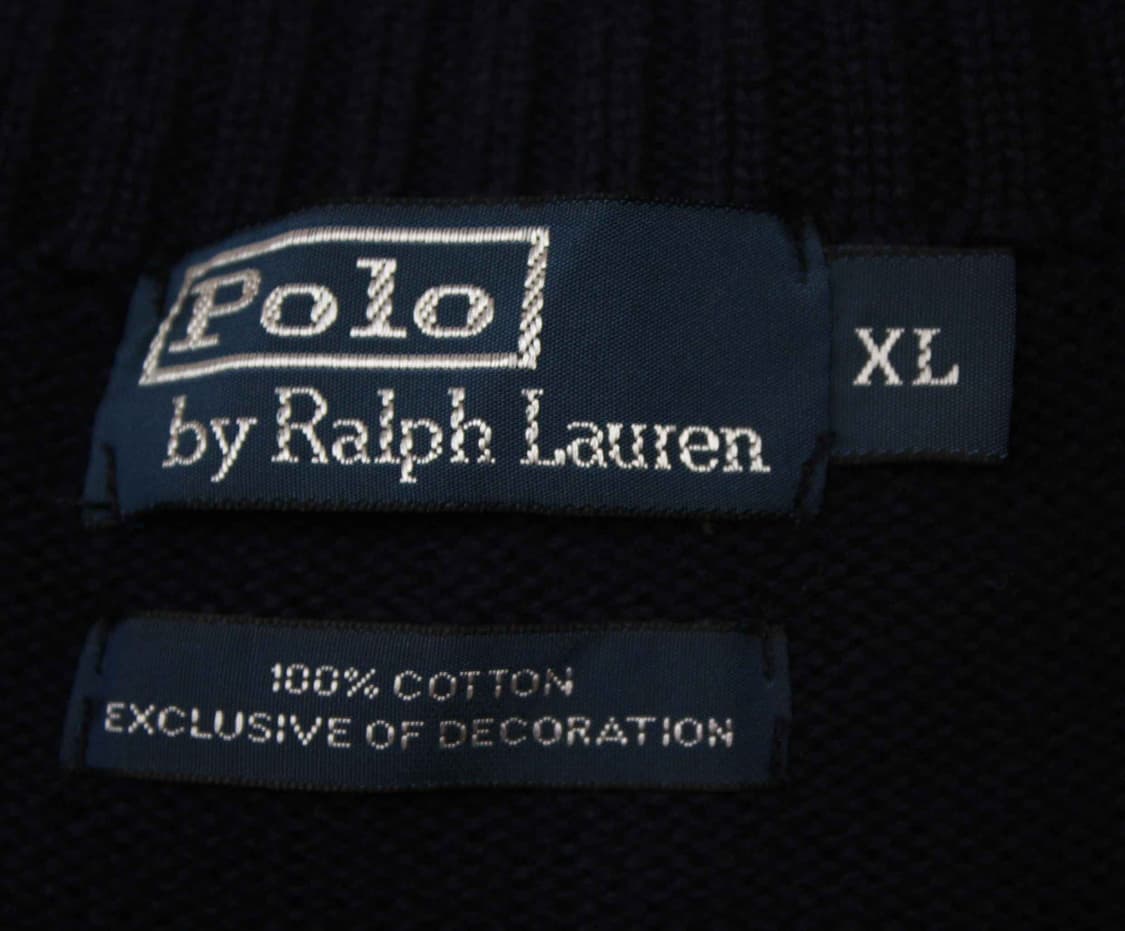 Polo
by Ralph Lauren
XL
100% COTTON
EXCLUSIVE OF DECORATION